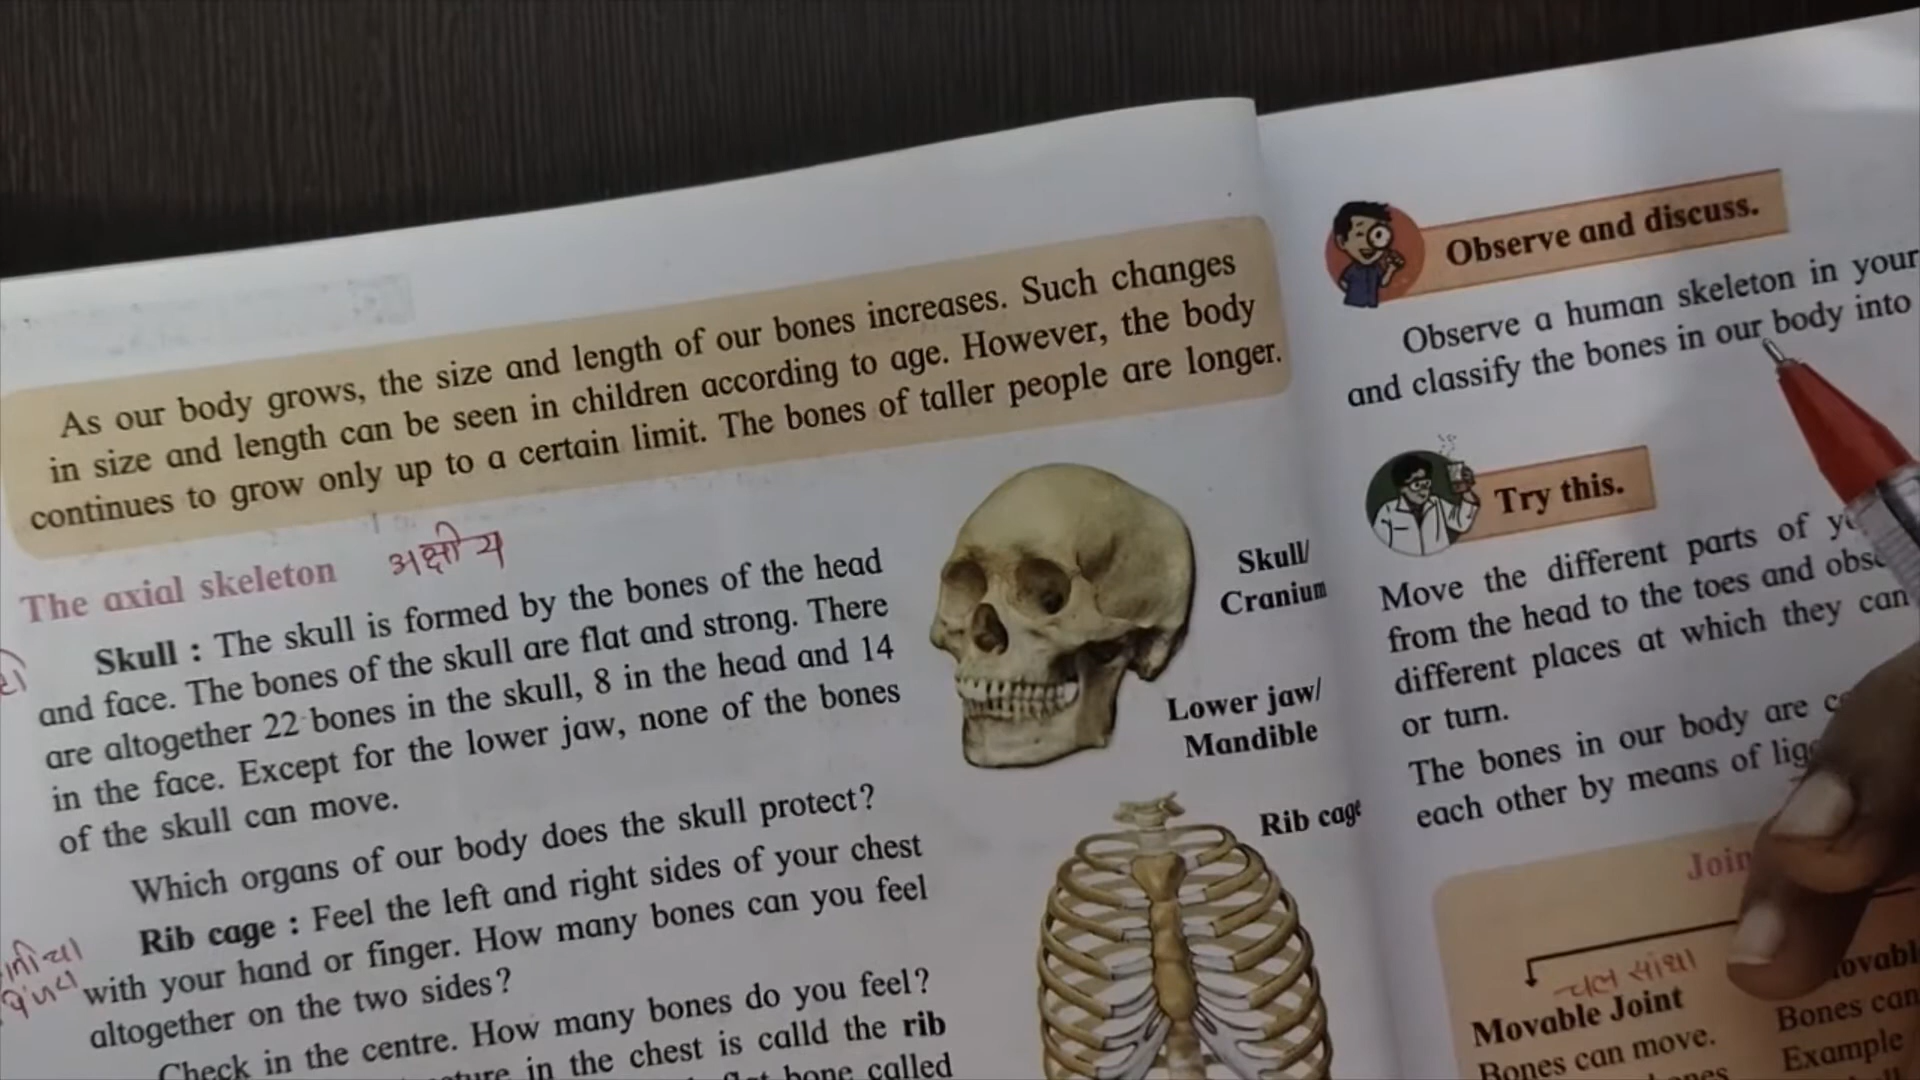 As our body grows, the size and length of our bones increases. Such changes
in size and length can be seen in children according to age. However, the body
continues to grow only up to a certain limit. The bones of taller people are longer.
The axial skeleton अक्षीय
Skull : The skull is formed by the bones of the head
and face. The bones of the skull are flat and strong. There
are altogether 22 bones in the skull, 8 in the head and 14
in the face. Except for the lower jaw, none of the bones
of the skull can move.
Which organs of our body does the skull protect?
Rib cage : Feel the left and right sides of your chest
with your hand or finger. How many bones can you feel
altogether on the two sides?
Check in the centre. How many bones do you feel?
in the chest is calld the rib
bone called
Skull/
Cranium
Lower jaw/
Mandible
Rib cage
Observe and discuss.
Observe a human skeleton in your
and classify the bones in our body into
Try this.
Move the different parts of
from the head to the toes and
different places at which they can
or turn.
The bones in our body are
each other by means of
Movable Joint
Bones can move.
Bones can
Example